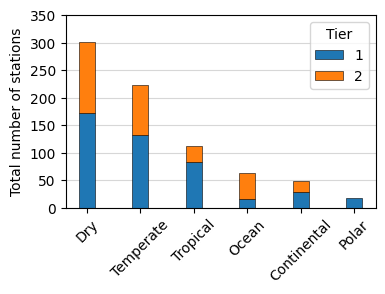 Total number of stations
350
300
250
200
150
100
50
0
Tier
1
2
Dry
Temperate
Tropical
Ocean
Continental
Polar